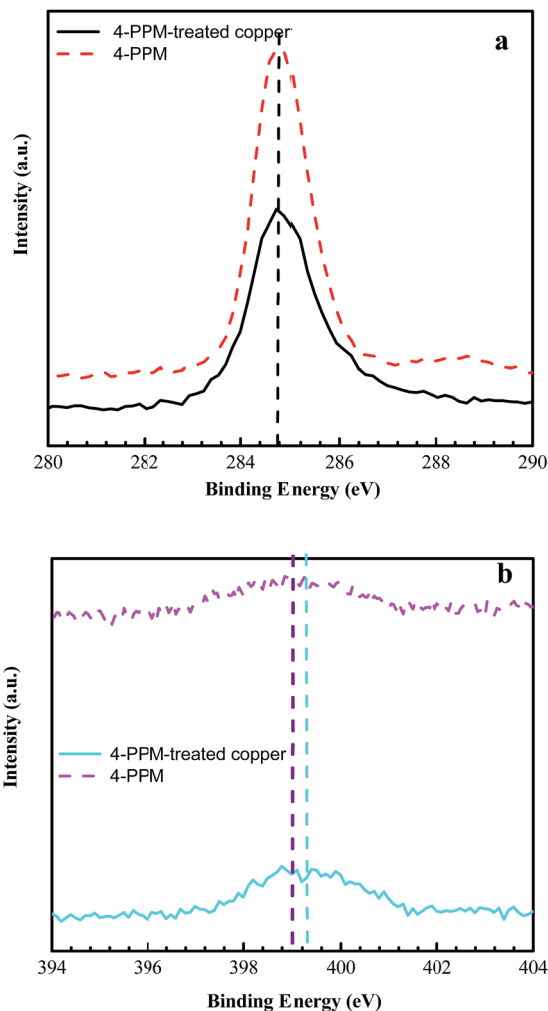 4-PPM-treated copper
4-PPM
a
Intensity (a.u.)
280 282 284 286 288 290
Binding Energy (eV)
b
Intensity (a.u.)
4-PPM-treated copper
4-PPM
394 396 398 400 402 404
Binding Energy (eV)